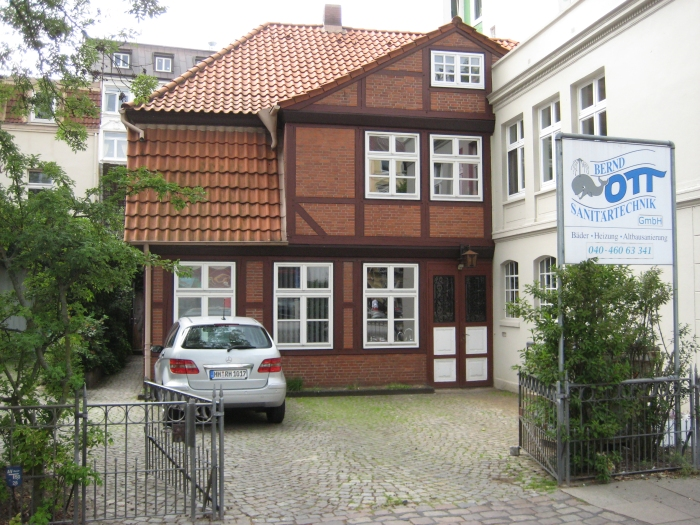 BERND
OTT
SANITÄRTECHNIK
GmbH
Bäder • Heizung • Altbausanierung
040-460 63 341